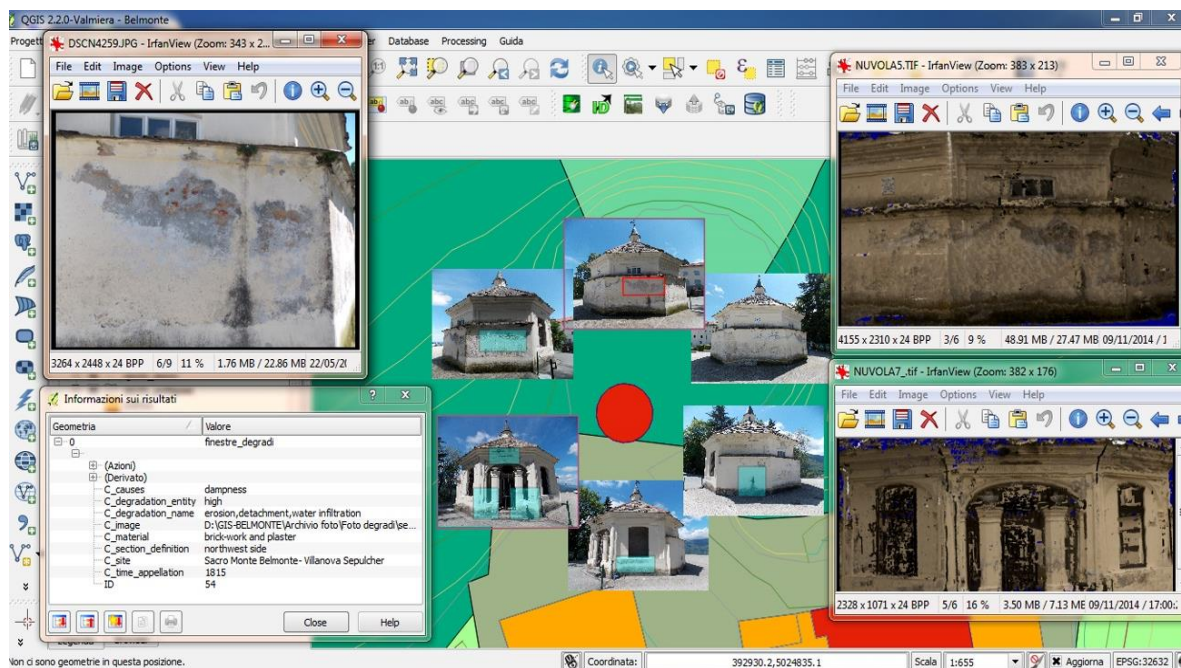 QGIS 2.2.0-Valmiera - Belmonte
Database Processing Guida
DSCN4259.JPG - IrfanView (Zoom: 343 x 2...
File Edit Image Options View Help
3264 x 2448 x 24 BPP 6/9 11 % 1.76 MB / 22.86 MB
NUVOLA5.TIF - IrfanView (Zoom: 383 x 213)
File Edit Image Options View Help
4155 x 2310 x 24 BPP 3/6 9 % 48.91 MB / 27.47 MB 09/11/2014 / 1
NUVOLA7_.tif - IrfanView (Zoom: 382 x 176)
File Edit Image Options View Help
2328 x 1071 x 24 BPP 5/6 16 % 3.50 MB / 7.13 ME 09/11/2014 / 17:00:
Informazioni sui risultati
Geometria Valore
0 finestre_degradi
(Azioni)
(Derivato)
C_causes dampness
C_degradation_entity high
C_degradation_name erosion,detachment,water infiltration
C_image D:\GIS-BELMONTE\Archivio foto\Foto degradi\se...
C_material brick-work and plaster
C_section_definition northwest side
C_site Sacro Monte Belmonte- Villanova Sepulcher
C_time_appellation 1815
ID 54
Close Help
Non ci sono geometrie in questa posizione. Coordinata: 392930.2,5024835.1 Scala 1:655 Aggiorna EPSG:32632